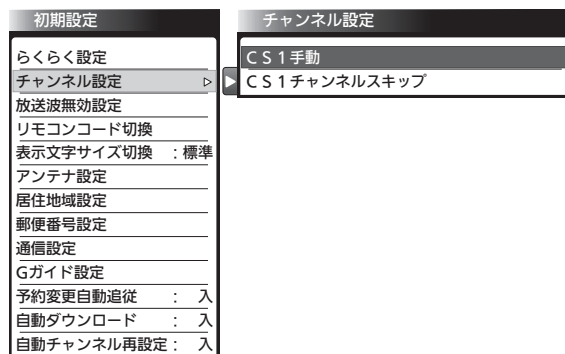 初期設定
らくらく設定
チャンネル設定
放送波無効設定
リモコンコード切換
表示文字サイズ切換 ：標準
アンテナ設定
居住地域設定
郵便番号設定
通信設定
Gガイド設定
予約変更自動追従 ： 入
自動ダウンロード ： 入
自動チャンネル再設定： 入
チャンネル設定
ＣＳ１手動
ＣＳ１チャンネルスキップ